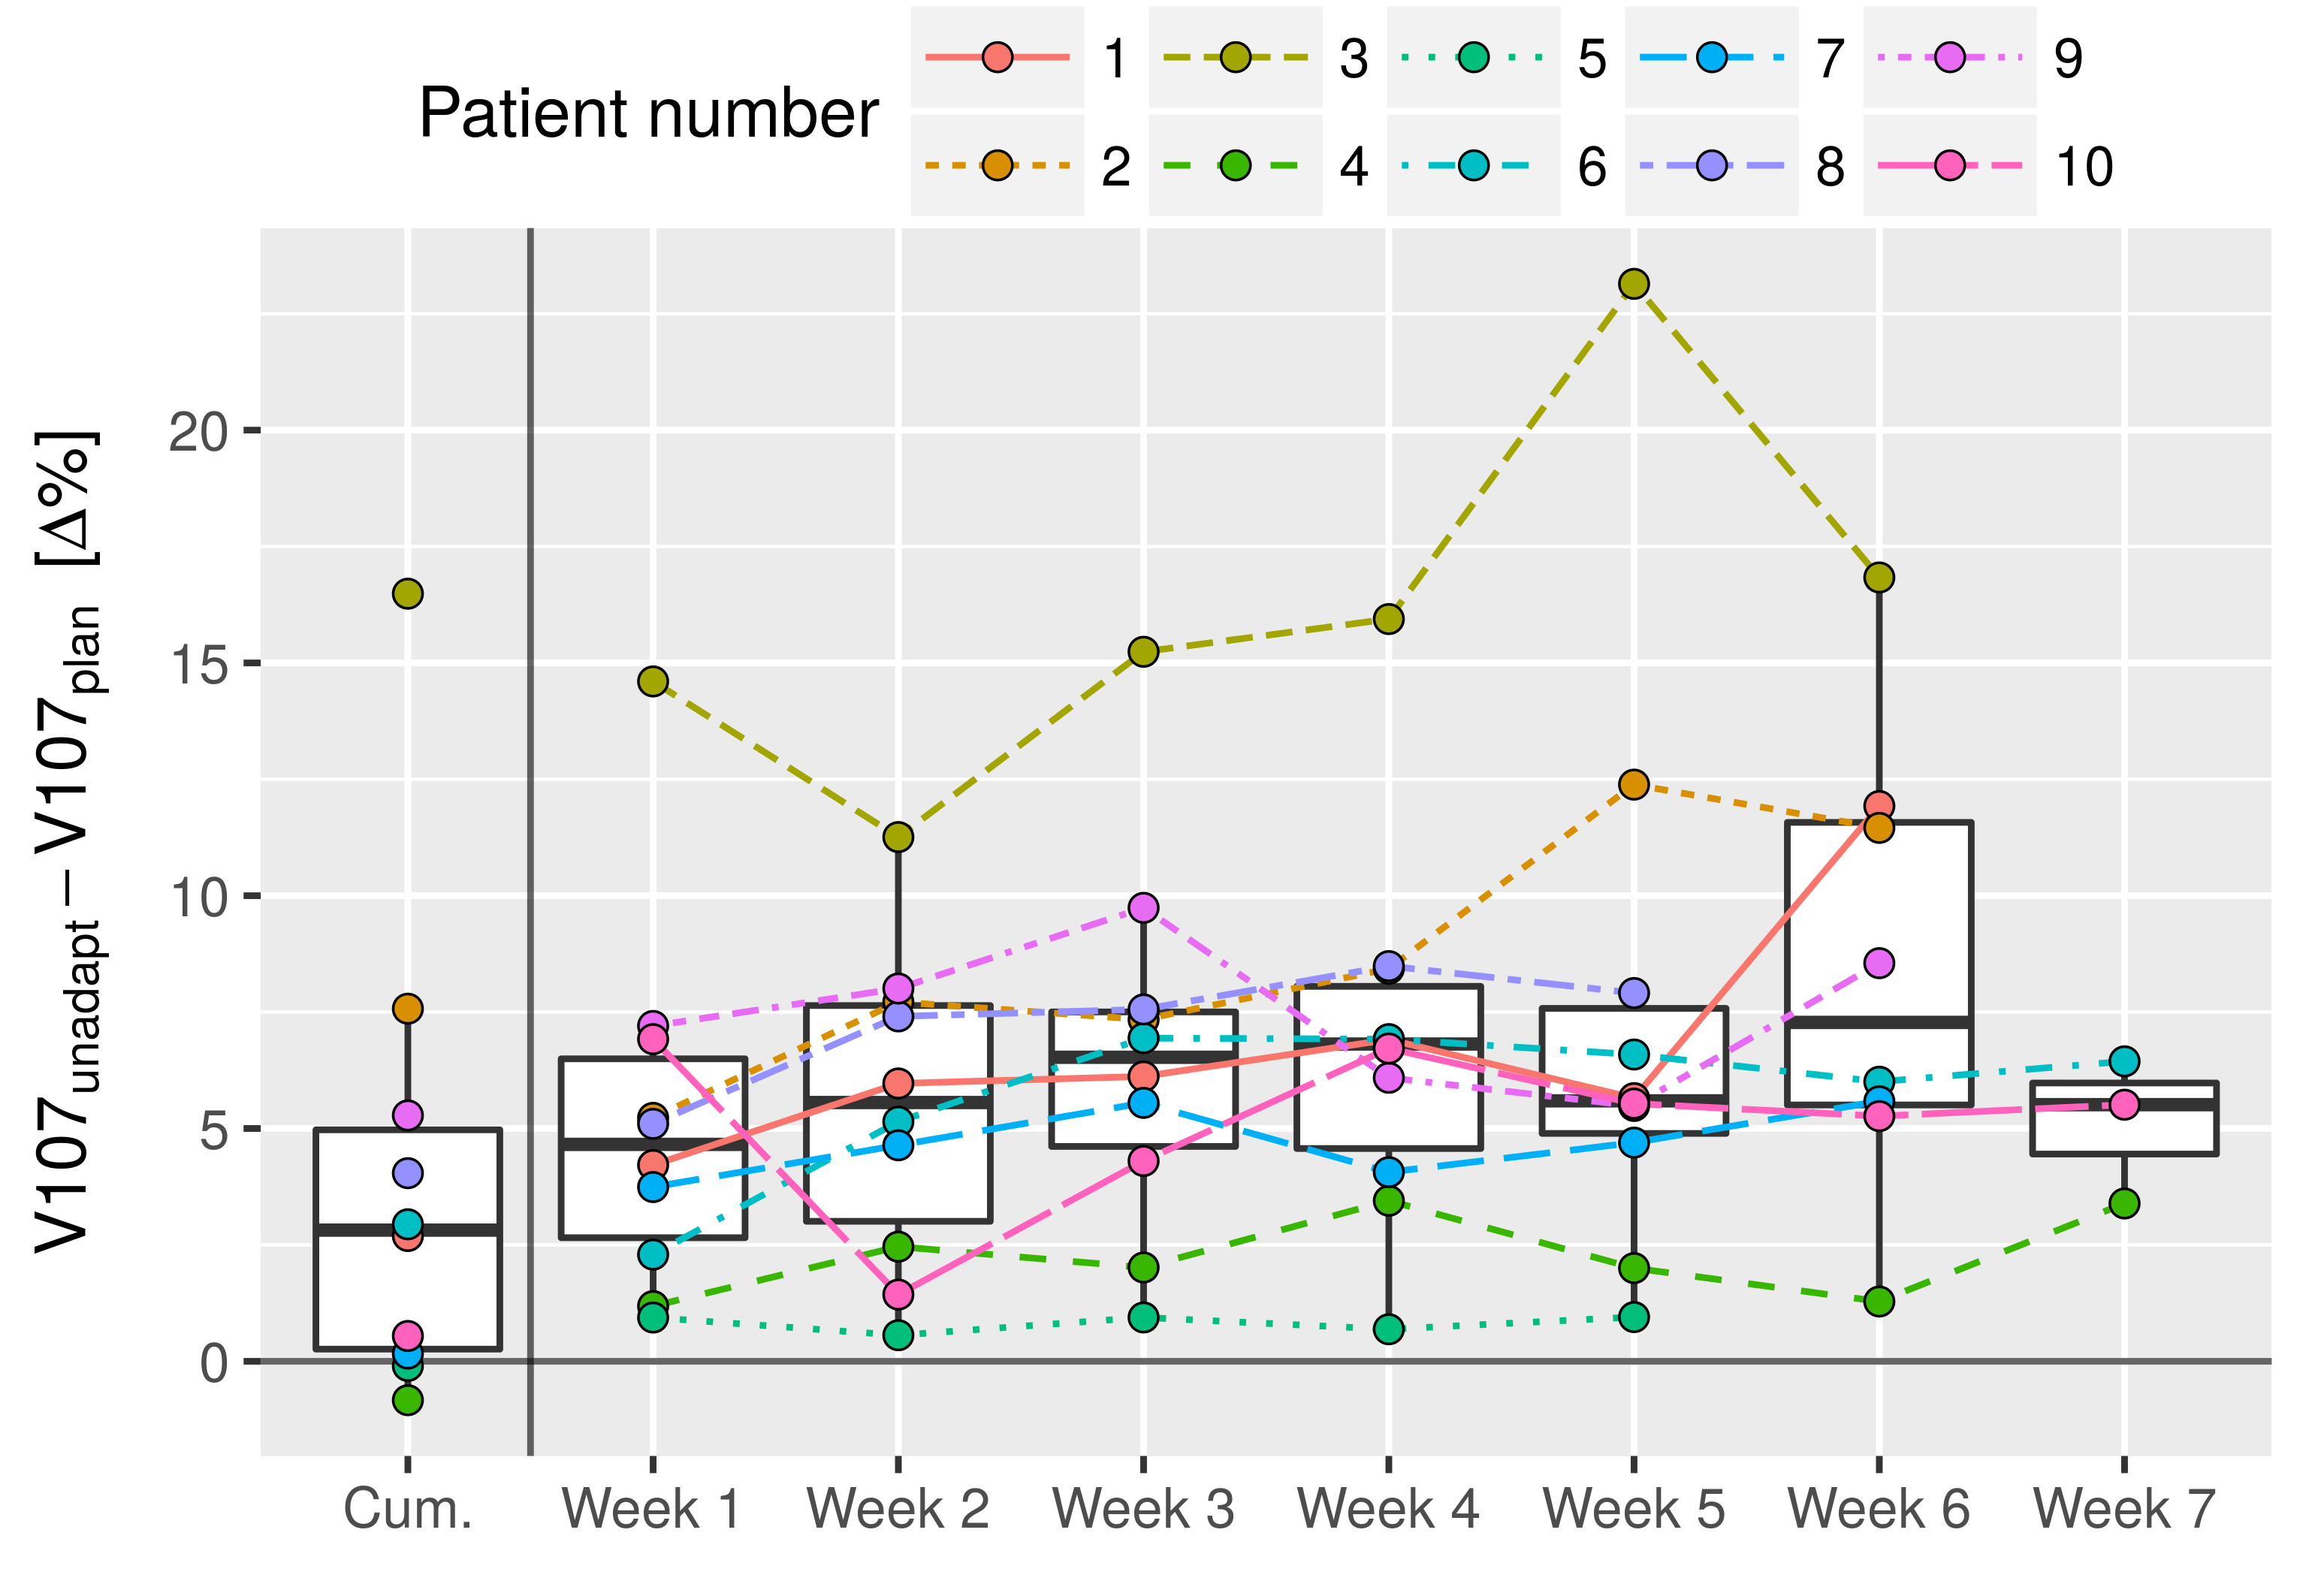 1 3 5 7 9
Patient number
2 4 6 8 10
V107unadapt − V107plan [Δ%]
20
15
10
5
0
Cum. Week 1 Week 2 Week 3 Week 4 Week 5 Week 6 Week 7